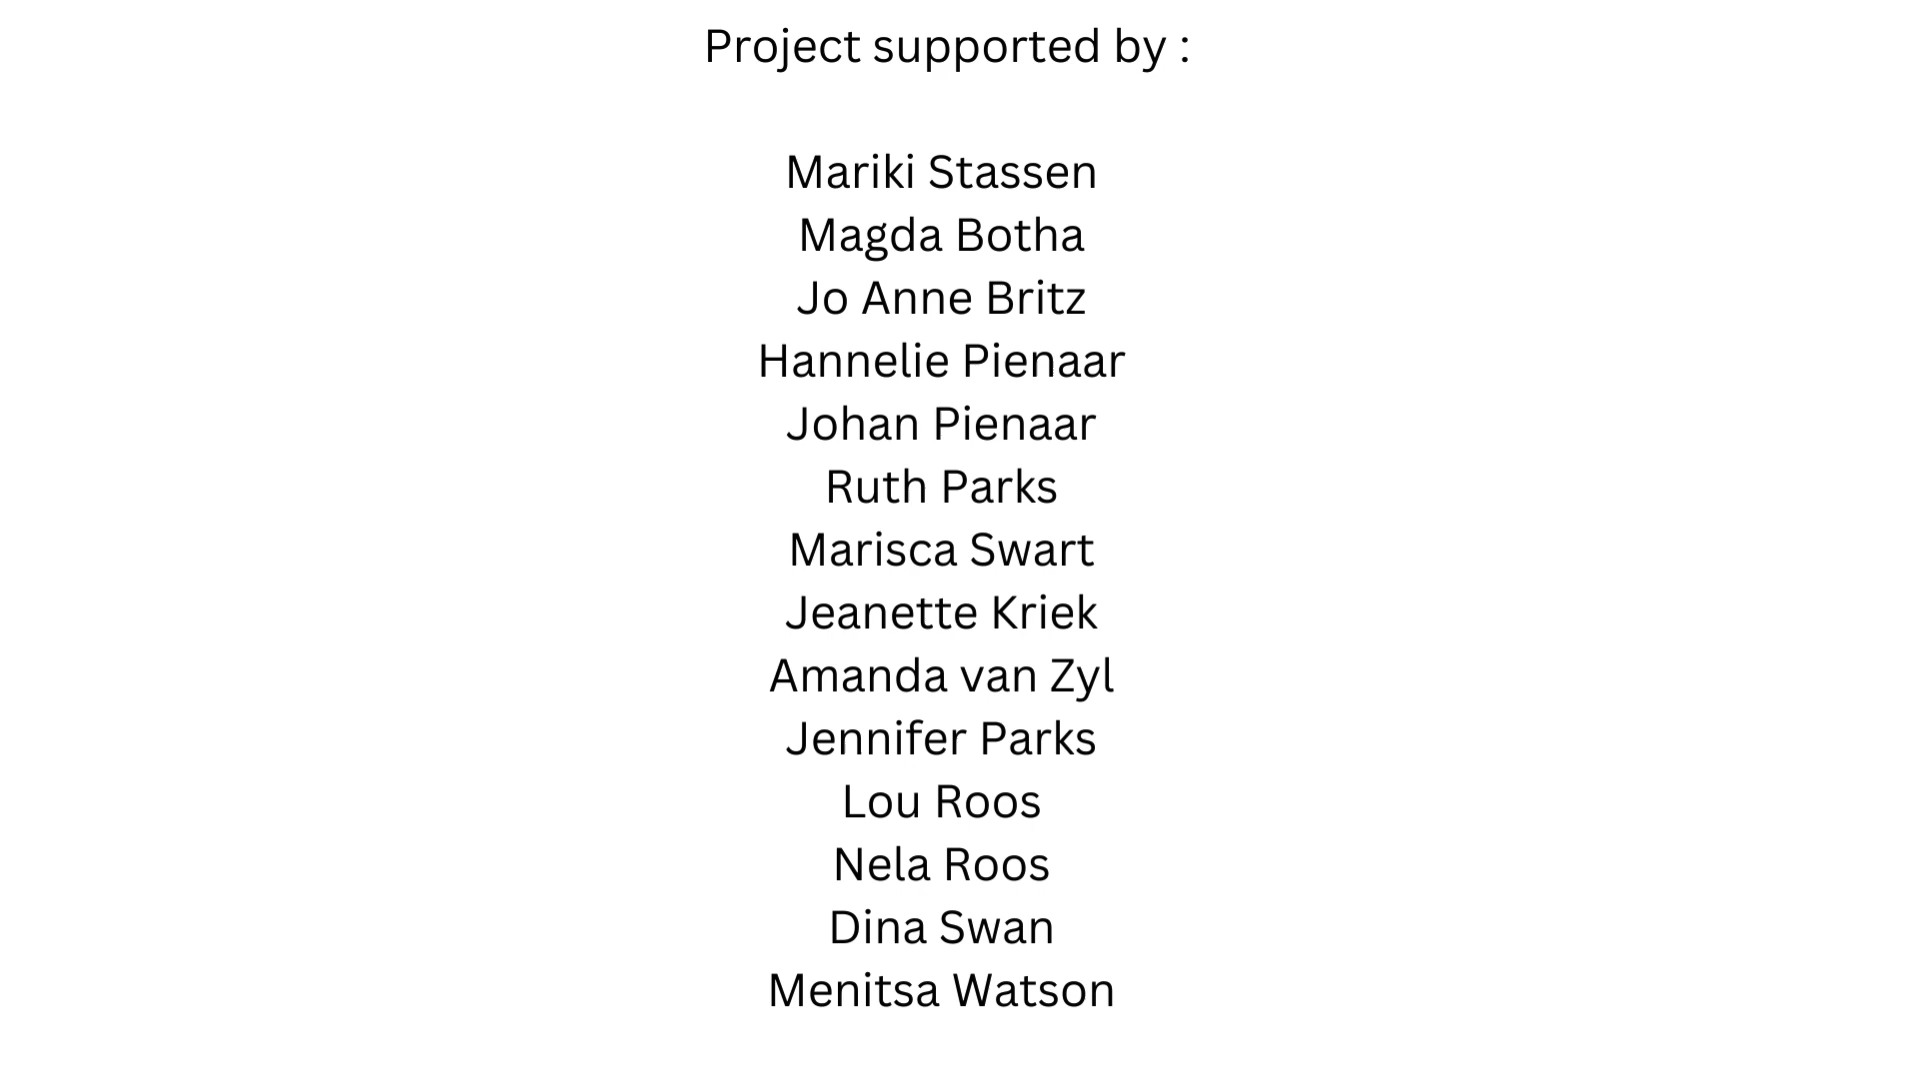 Project supported by :
Mariki Stassen
Magda Botha
Jo Anne Britz
Hannelie Pienaar
Johan Pienaar
Ruth Parks
Marisca Swart
Jeanette Kriek
Amanda van Zyl
Jennifer Parks
Lou Roos
Nela Roos
Dina Swan
Menitsa Watson